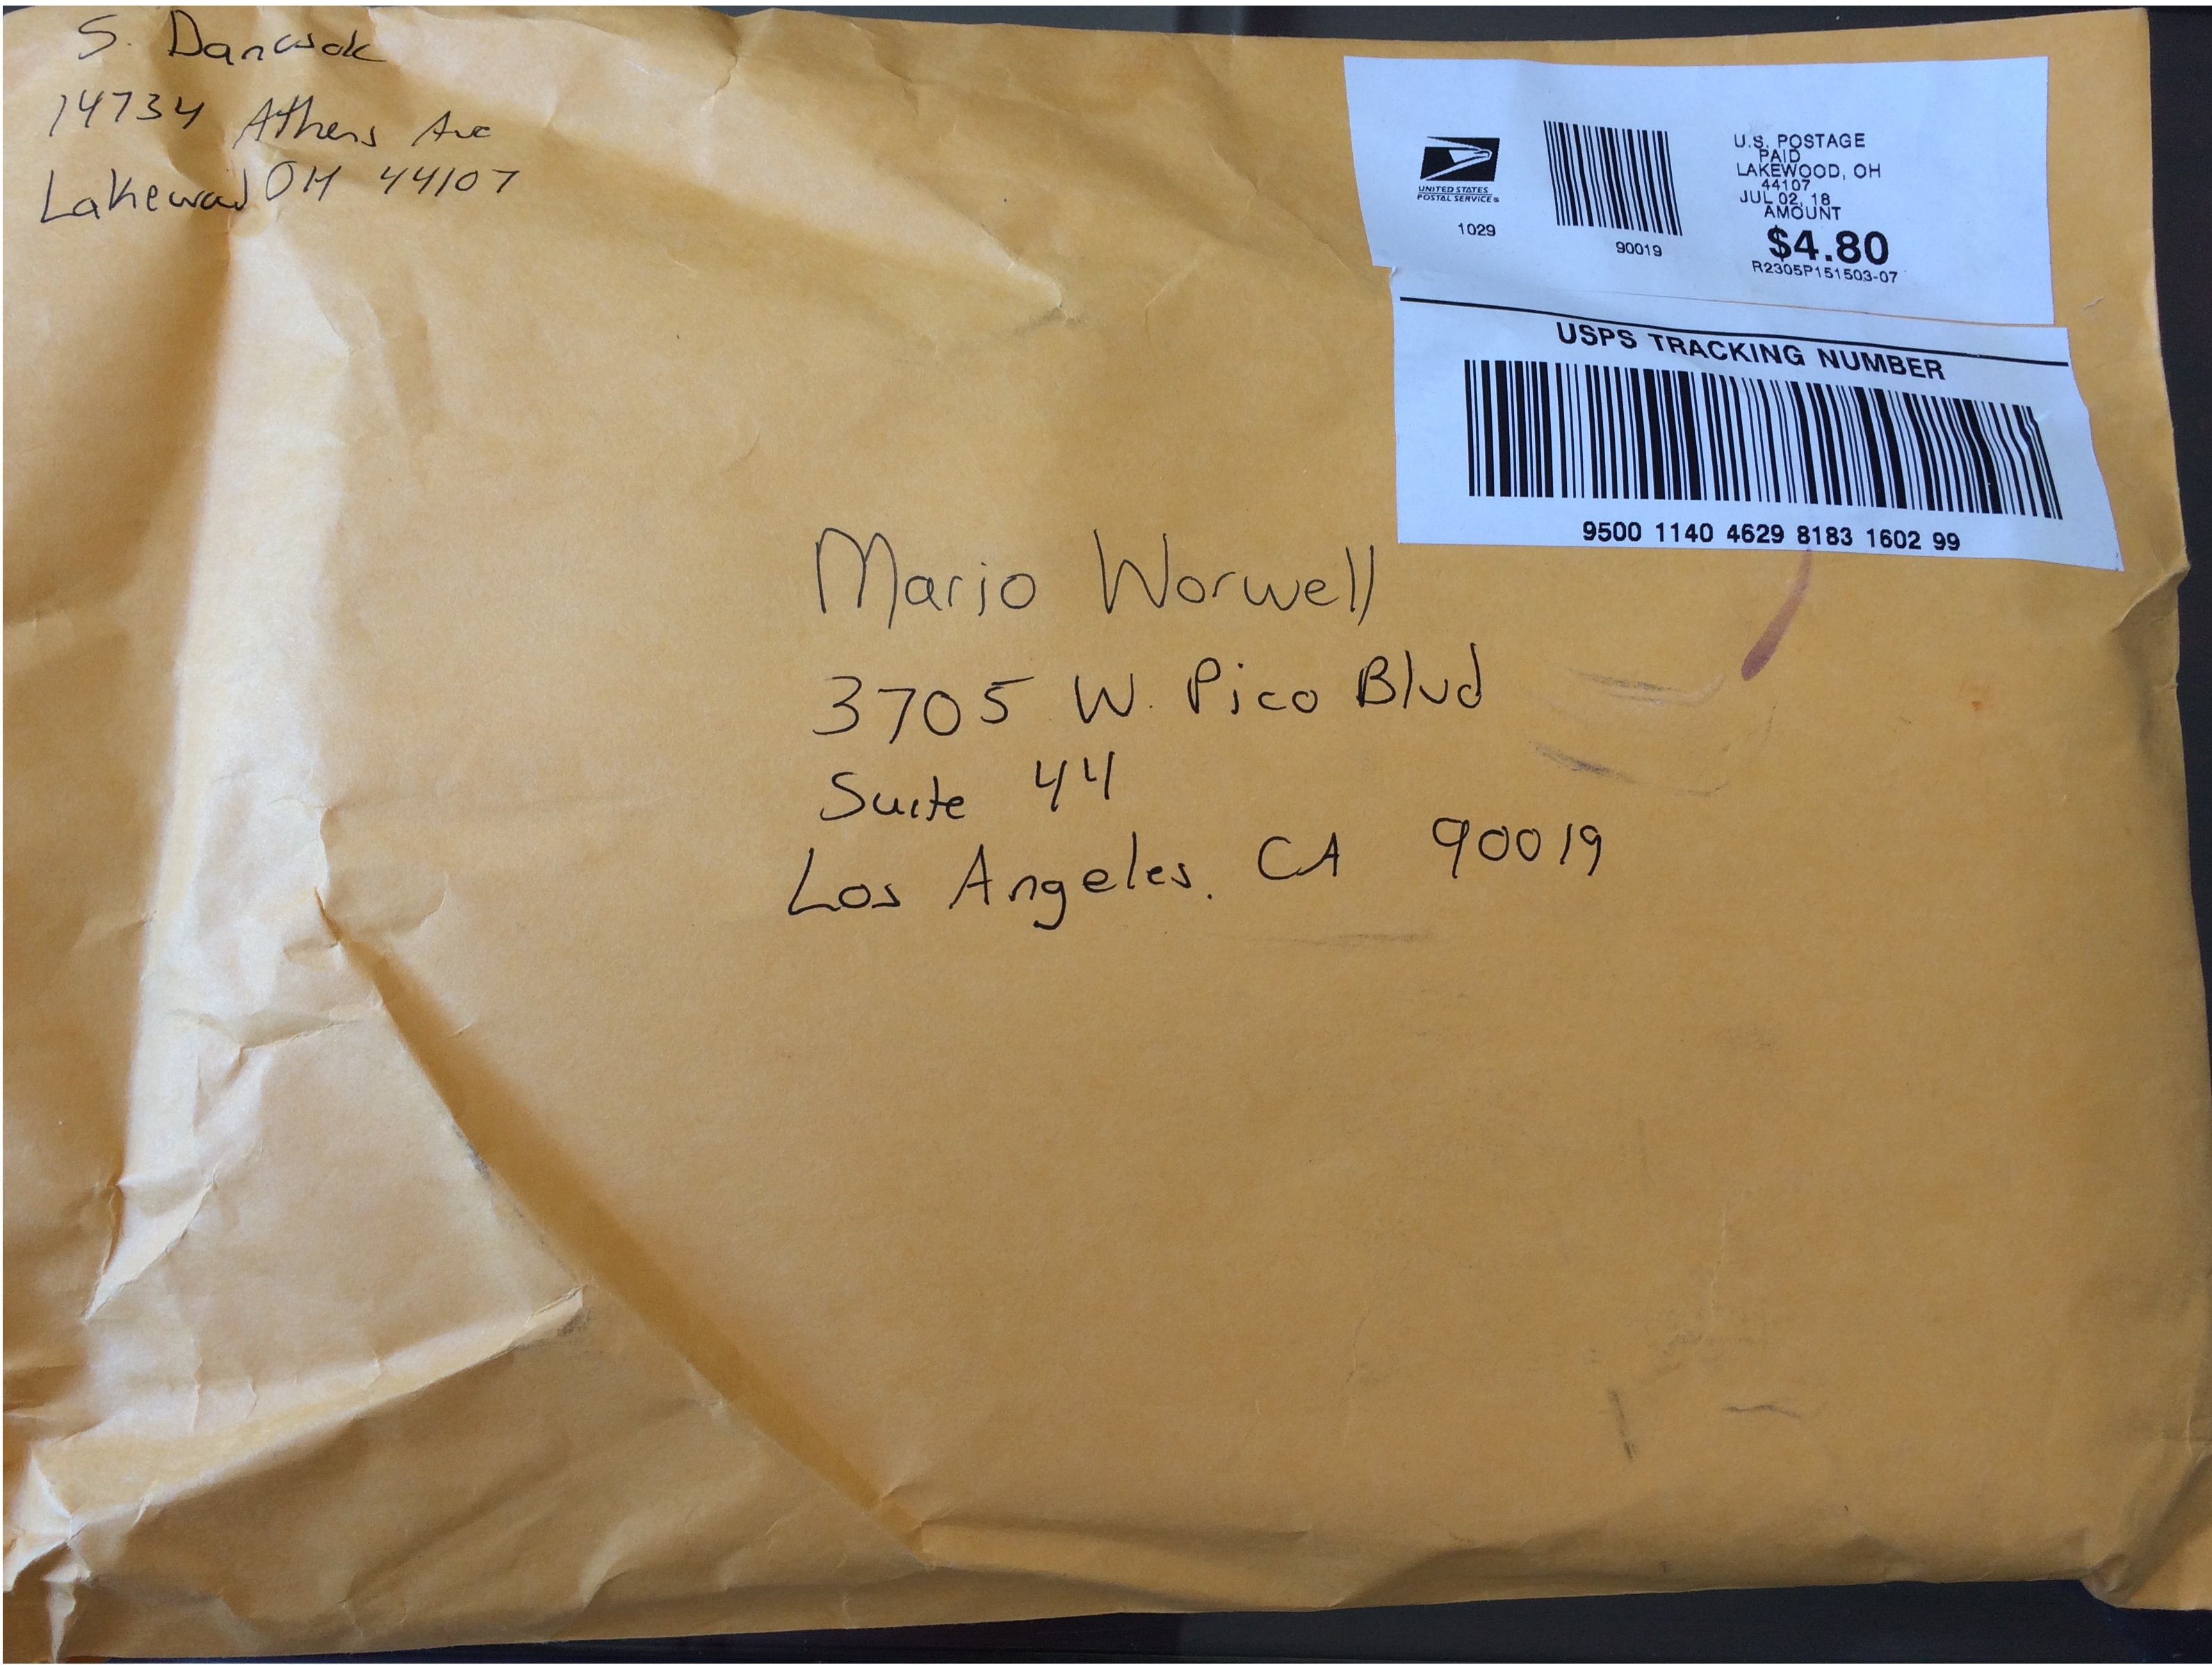 S. Dancsok
14734 Athens Ave
Lakewood OH 44107
UNITED STATES
POSTAL SERVICE®
1029
90019
U.S. POSTAGE
PAID
LAKEWOOD, OH
44107
JUL 02, 18
AMOUNT
$4.80
R2305P151503-07
USPS TRACKING NUMBER
9500 1140 4629 8183 1602 99
Mario Worwell
3705 W. Pico Blvd
Suite 44
Los Angeles. CA 90019